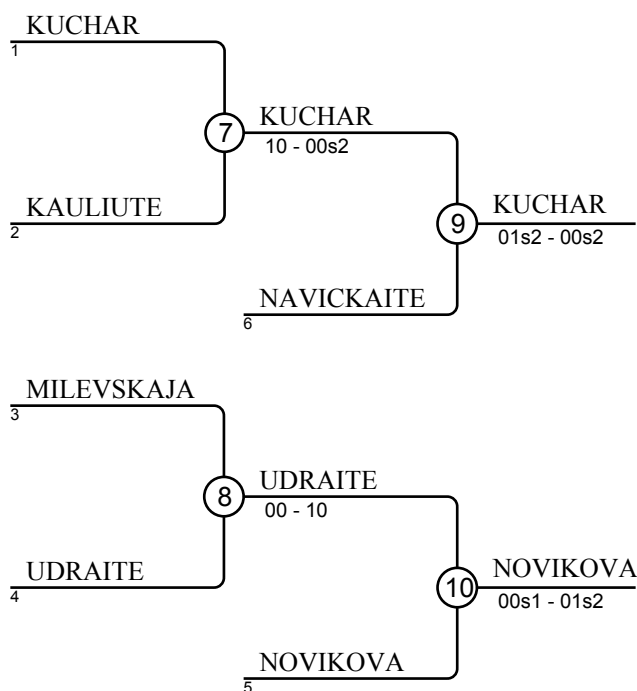 KUCHAR
1
7
KUCHAR
10 - 00s2
KAULIUTE
2
9
KUCHAR
01s2 - 00s2
NAVICKAITE
6
MILEVSKAJA
3
8
UDRAITE
00 - 10
UDRAITE
4
10
NOVIKOVA
00s1 - 01s2
NOVIKOVA
5